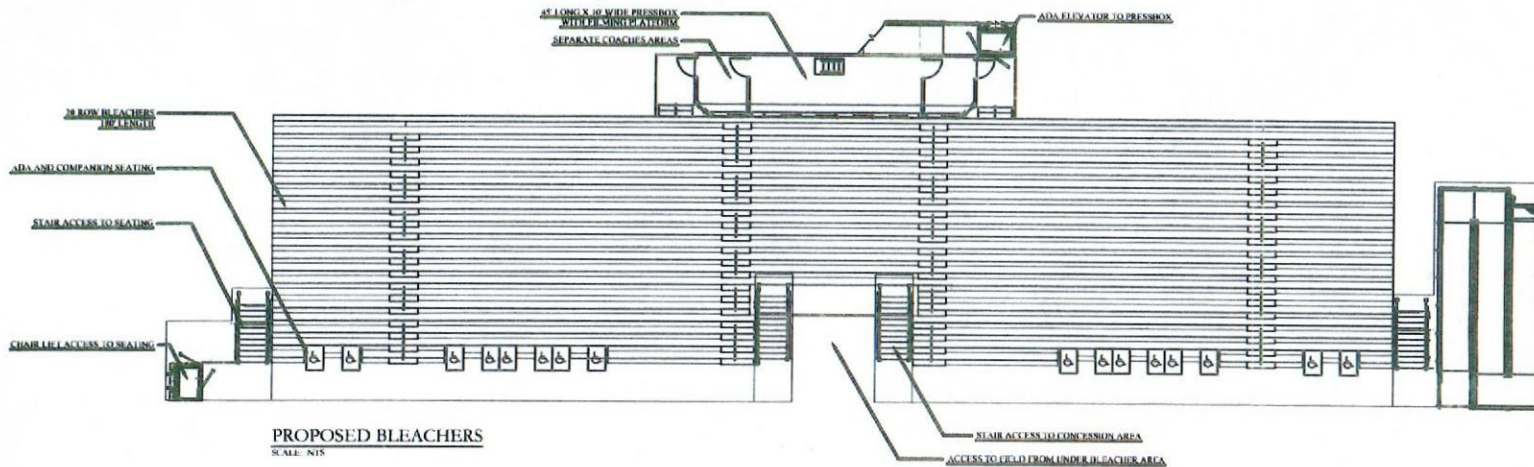 45' LONG X 10' WIDE PRESSBOX
WITH FILMING PLATFORM
SEPARATE COACHES AREAS
ADA ELEVATOR TO PRESSBOX
20 ROW BLEACHERS
180' LENGTH
ADA AND COMPANION SEATING
STAIR ACCESS TO SEATING
CHAIR LIFT ACCESS TO SEATING
PROPOSED BLEACHERS
SCALE: NTS
STAIR ACCESS TO CONCESSION AREA
ACCESS TO FIELD FROM UNDER BLEACHER AREA